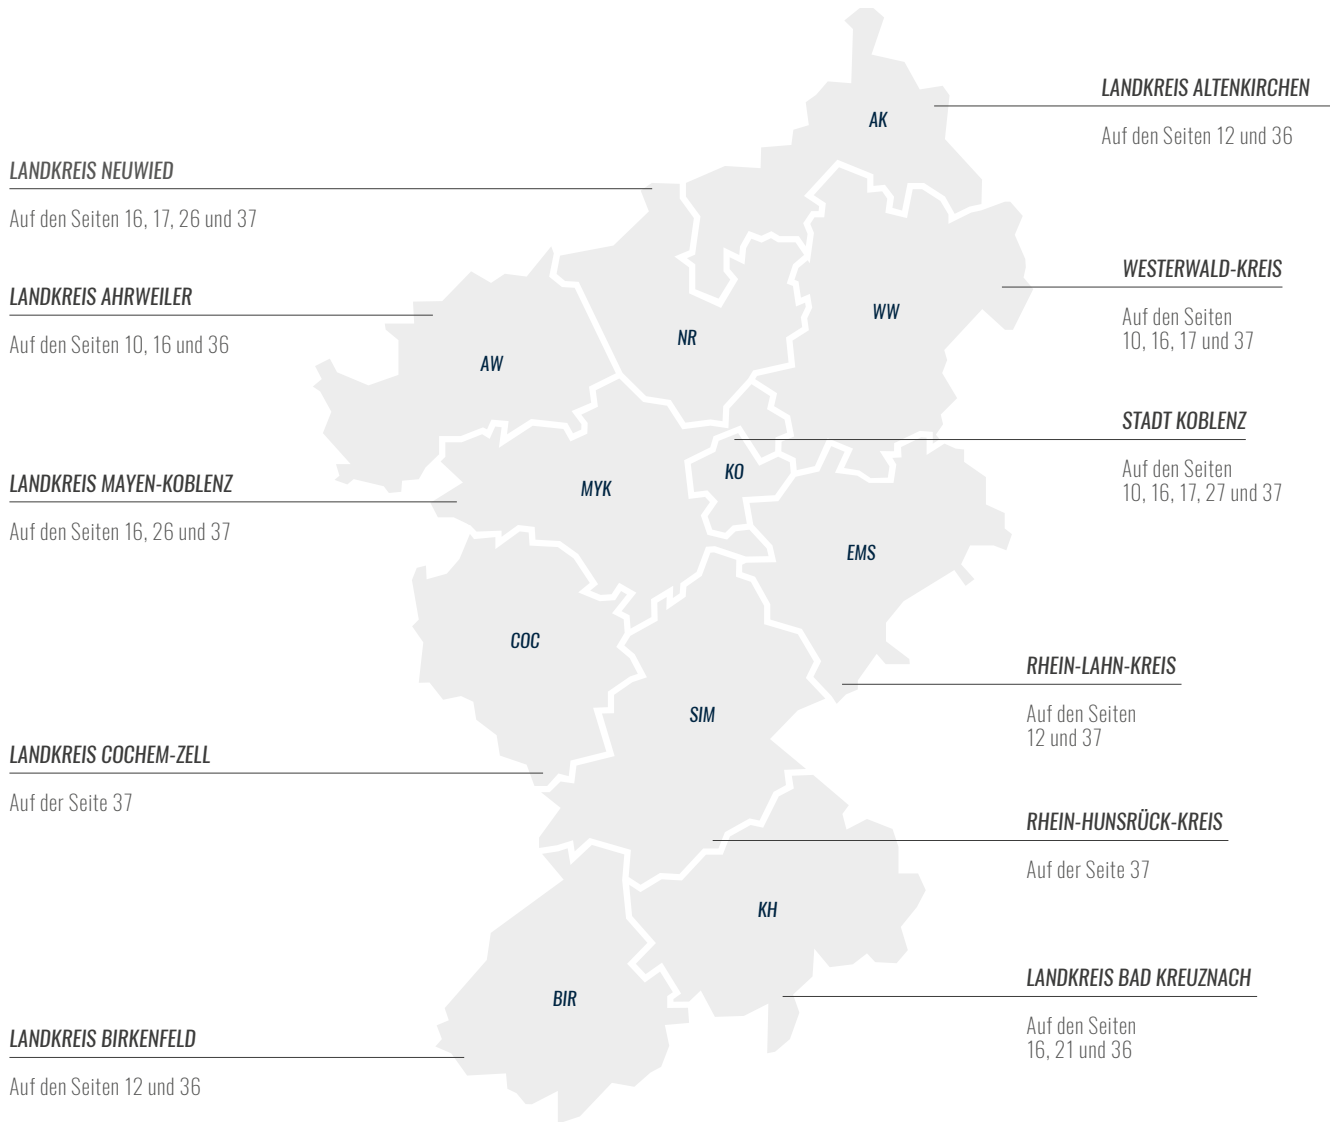 LANDKREIS ALTENKIRCHEN
Auf den Seiten 12 und 36
AK
LANDKREIS NEUWIED
Auf den Seiten 16, 17, 26 und 37
WESTERWALD-KREIS
Auf den Seiten
10, 16, 17 und 37
LANDKREIS AHRWEILER
Auf den Seiten 10, 16 und 36
WW
NR
AW
STADT KOBLENZ
Auf den Seiten
10, 16, 17, 27 und 37
LANDKREIS MAYEN-KOBLENZ
Auf den Seiten 16, 26 und 37
KO
MYK
EMS
COC
RHEIN-LAHN-KREIS
Auf den Seiten
12 und 37
SIM
LANDKREIS COCHEM-ZELL
Auf der Seite 37
RHEIN-HUNSRÜCK-KREIS
Auf der Seite 37
KH
LANDKREIS BAD KREUZNACH
Auf den Seiten
16, 21 und 36
BIR
LANDKREIS BIRKENFELD
Auf den Seiten 12 und 36